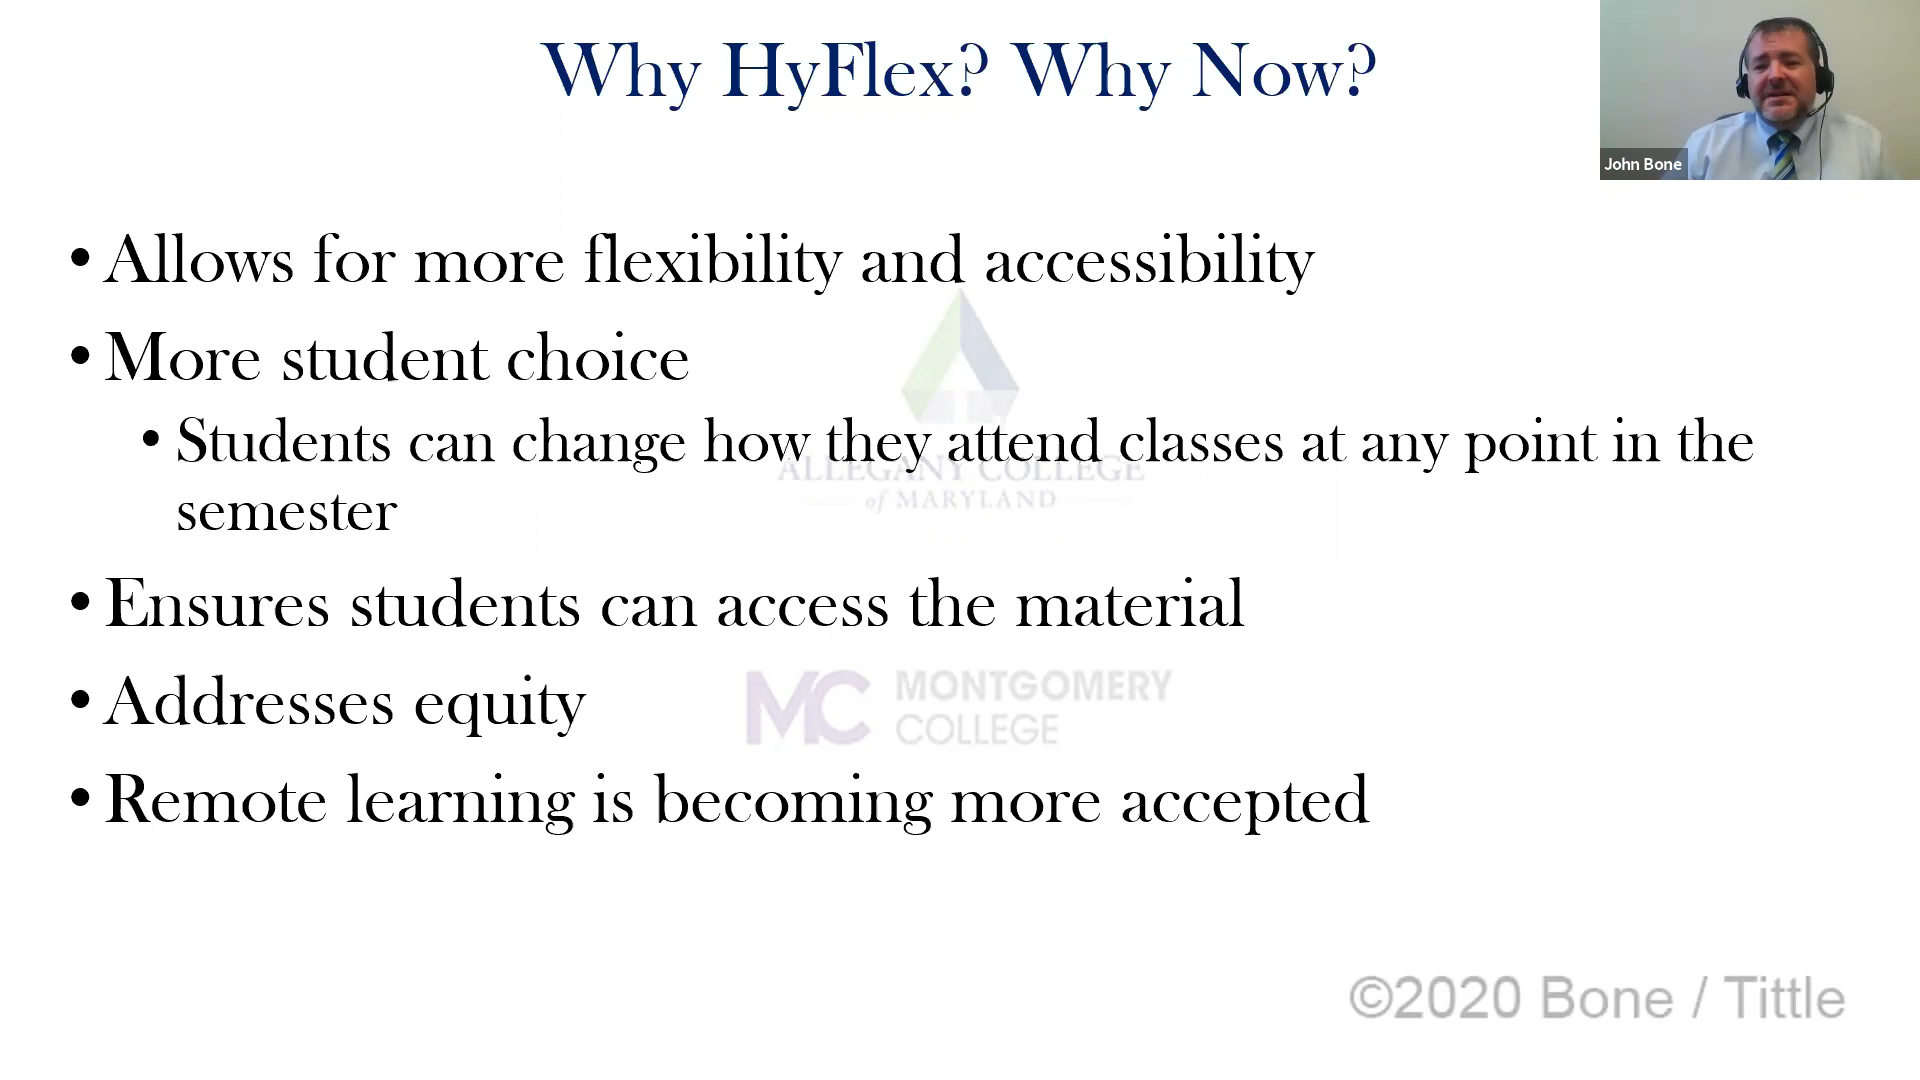 Why HyFlex? Why Now?
John Bone
• Allows for more flexibility and accessibility
• More student choice
• Students can change how they attend classes at any point in the
semester
ALLEGANY COLLEGE
of MARYLAND
• Ensures students can access the material
• Addresses equity
MC MONTGOMERY
COLLEGE
• Remote learning is becoming more accepted
©2020 Bone / Tittle